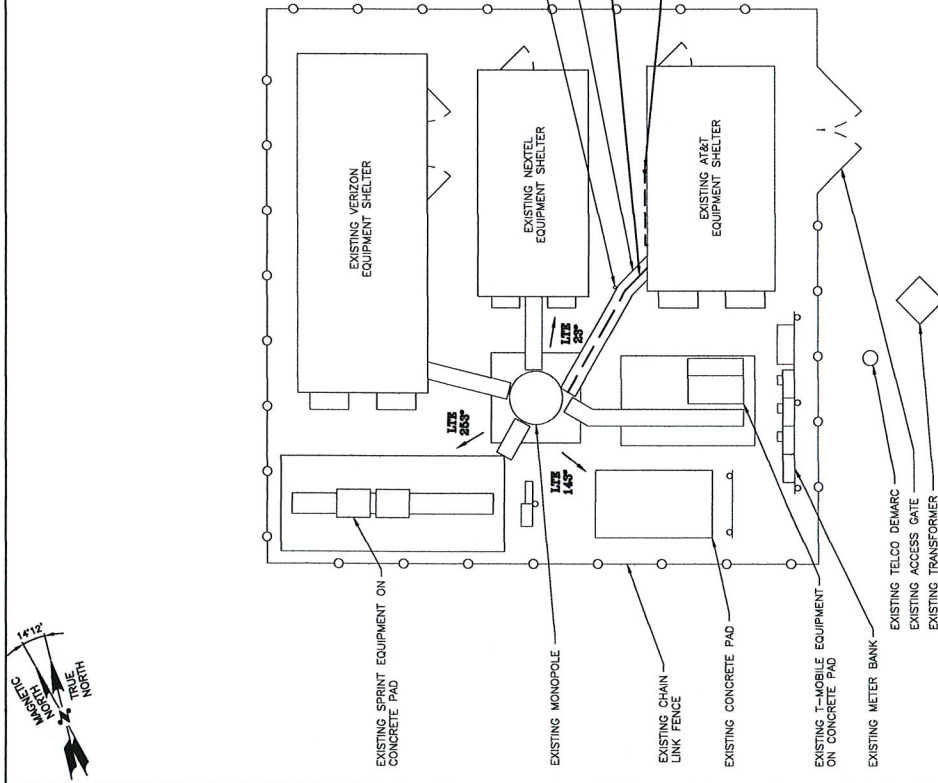 14°12'
MAGNETIC
NORTH
TRUE
NORTH
EXISTING VERIZON
EQUIPMENT SHELTER
EXISTING NEXTEL
EQUIPMENT SHELTER
EXISTING AT&T
EQUIPMENT SHELTER
LTE
253°
LTE
23°
LTE
143°
EXISTING SPRINT EQUIPMENT ON
CONCRETE PAD
EXISTING MONOPOLE
EXISTING CHAIN
LINK FENCE
EXISTING CONCRETE PAD
EXISTING T-MOBILE EQUIPMENT
ON CONCRETE PAD
EXISTING METER BANK
EXISTING TELCO DEMARC
EXISTING ACCESS GATE
EXISTING TRANSFORMER